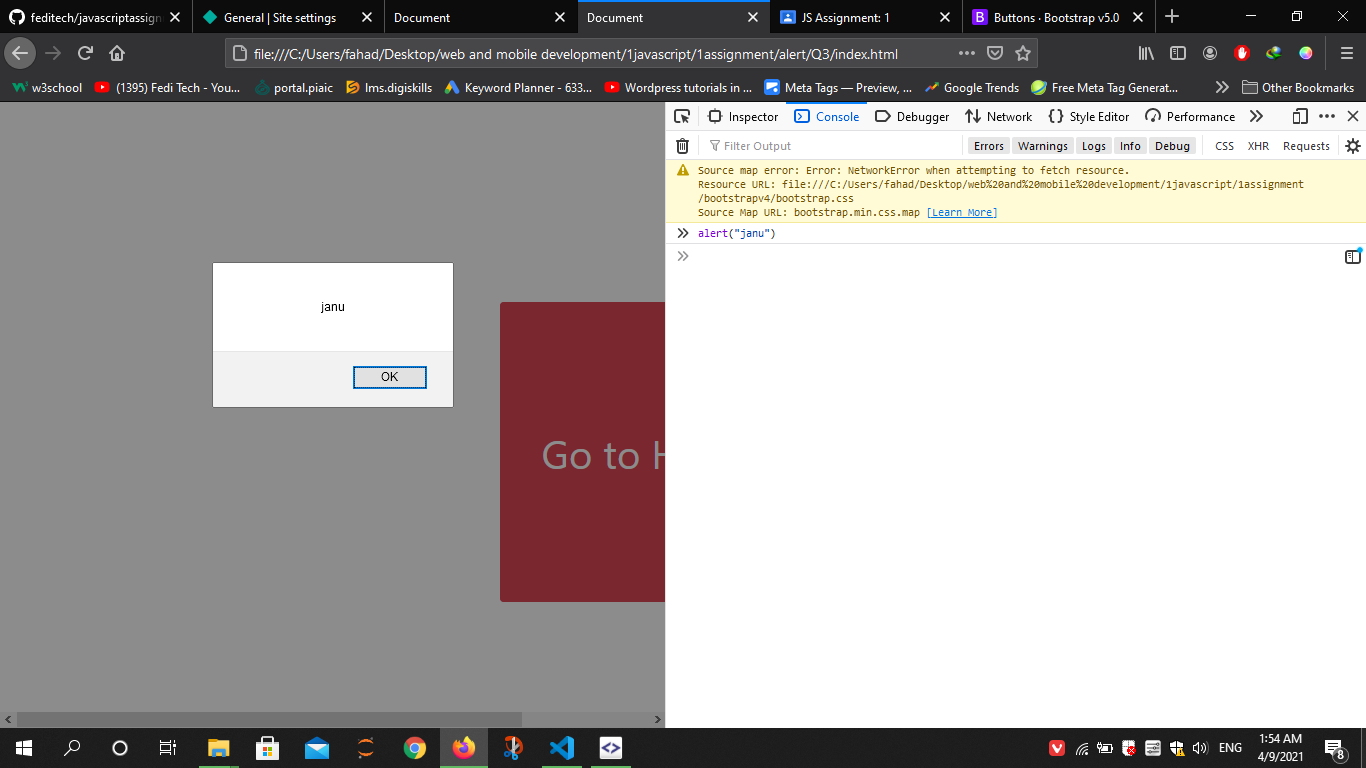 feditech/javascriptassign
General | Site settings
Document
Document
JS Assignment: 1
Buttons · Bootstrap v5.0
file:///C:/Users/fahad/Desktop/web and mobile development/1javascript/1assignment/alert/Q3/index.html
w3school
(1395) Fedi Tech - You...
portal.piaic
lms.digiskills
Keyword Planner - 633...
Wordpress tutorials in ...
Meta Tags — Preview, ...
Google Trends
Free Meta Tag Generat...
Other Bookmarks
Inspector
Console
Debugger
Network
Style Editor
Performance
Filter Output
Errors
Warnings
Logs
Info
Debug
CSS
XHR
Requests
Source map error: Error: NetworkError when attempting to fetch resource.
Resource URL: file:///C:/Users/fahad/Desktop/web%20and%20mobile%20development/1javascript/1assignment
/bootstrapv4/bootstrap.css
Source Map URL: bootstrap.min.css.map [Learn More]
alert("janu")
janu
OK
Go to H
ENG
1:54 AM
4/9/2021
8